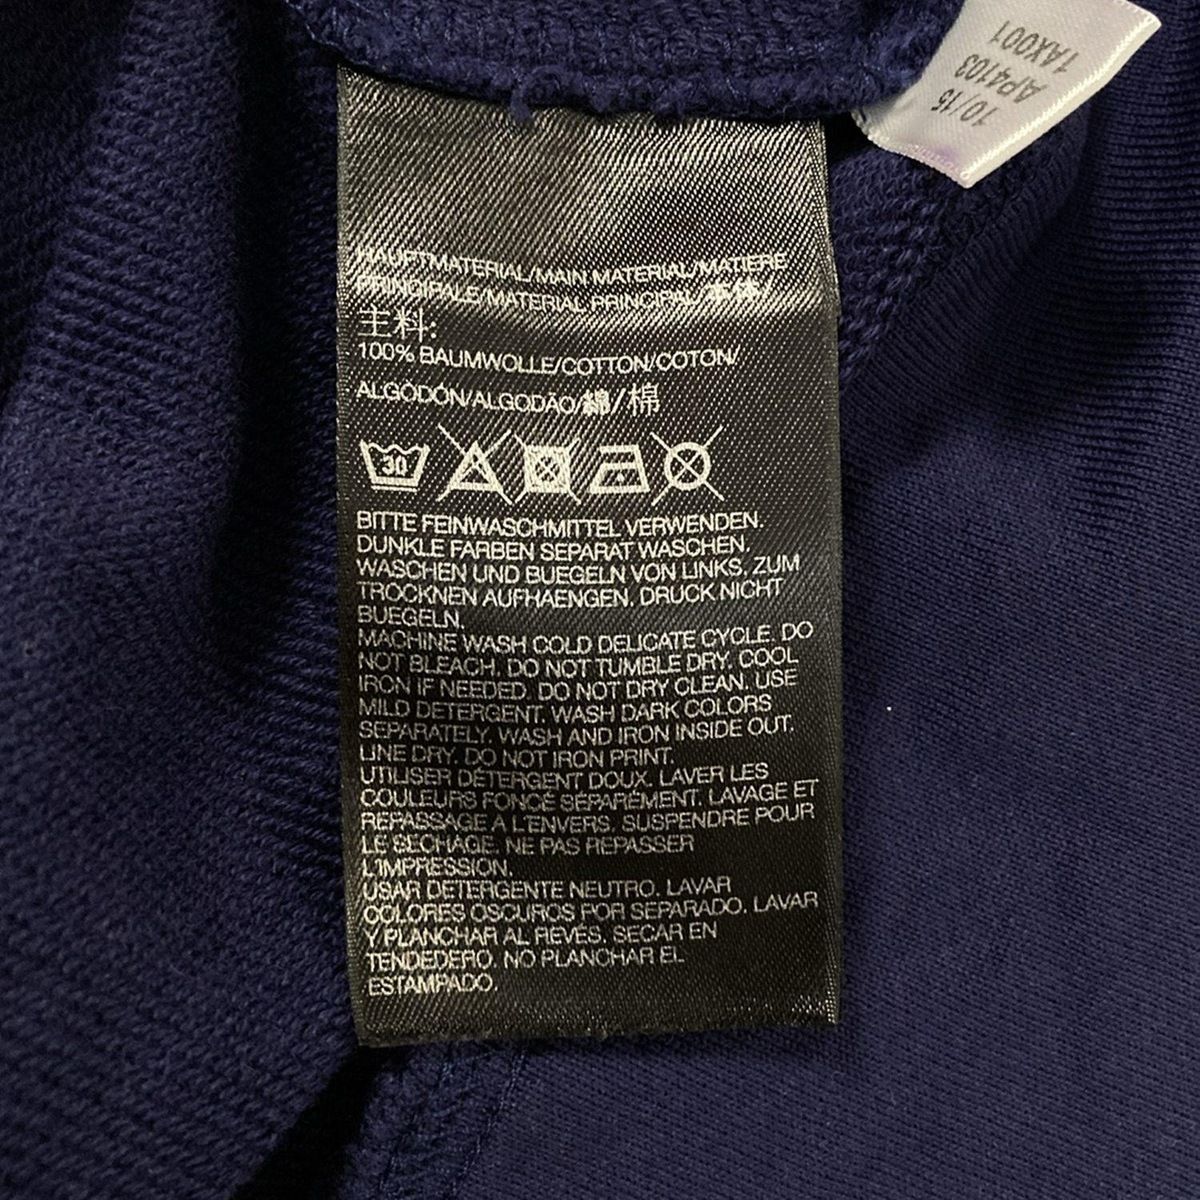 10/15
AP4103
1AX001
HAUPTMATERIAL/MAIN MATERIAL/MATIERE
PRINCIPALE/MATERIAL PRINCIPAL/本体/
主料:
100% BAUMWOLLE/COTTON/COTON/
ALGODÓN/ALGODÃO/綿/棉
30
BITTE FEINWASCHMITTEL VERWENDEN.
DUNKLE FARBEN SEPARAT WASCHEN.
WASCHEN UND BUEGELN VON LINKS. ZUM
TROCKNEN AUFHAENGEN. DRUCK NICHT
BUEGELN.
MACHINE WASH COLD DELICATE CYCLE. DO
NOT BLEACH. DO NOT TUMBLE DRY. COOL
IRON IF NEEDED. DO NOT DRY CLEAN. USE
MILD DETERGENT. WASH DARK COLORS
SEPARATELY. WASH AND IRON INSIDE OUT.
LINE DRY. DO NOT IRON PRINT.
UTILISER DÉTERGENT DOUX. LAVER LES
COULEURS FONCÉ SÉPARÉMENT. LAVAGE ET
REPASSAGE A L'ENVERS. SUSPENDRE POUR
LE SECHAGE. NE PAS REPASSER
L'IMPRESSION.
USAR DETERGENTE NEUTRO. LAVAR
COLORES OSCUROS POR SEPARADO. LAVAR
Y PLANCHAR AL REVÉS. SECAR EN
TENDEDERO. NO PLANCHAR EL
ESTAMPADO.